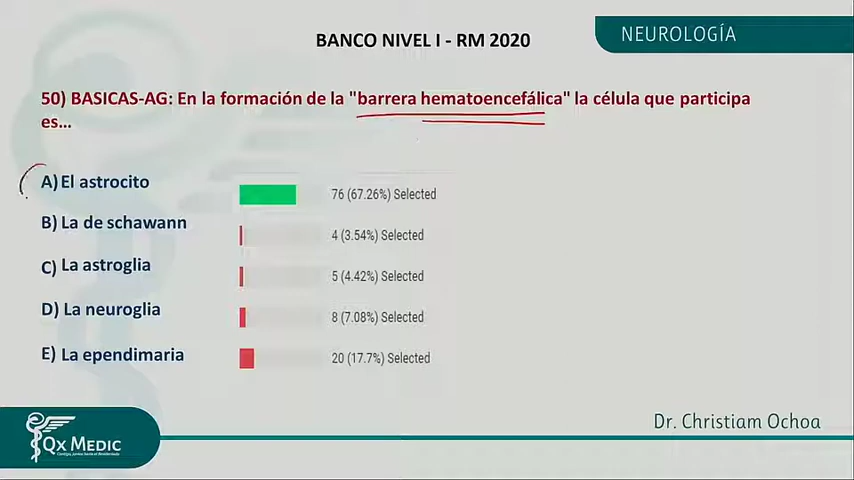 BANCO NIVEL I - RM 2020
NEUROLOGÍA
50) BASICAS-AG: En la formación de la "barrera hematoencefálica" la célula que participa
es...
A) El astrocito
76 (67.26%) Selected
B) La de schawann
4 (3.54%) Selected
C) La astroglia
5 (4.42%) Selected
D) La neuroglia
8 (7.08%) Selected
E) La ependimaria
20 (17.7%) Selected
Dr. Christiam Ochoa
QX MEDIC